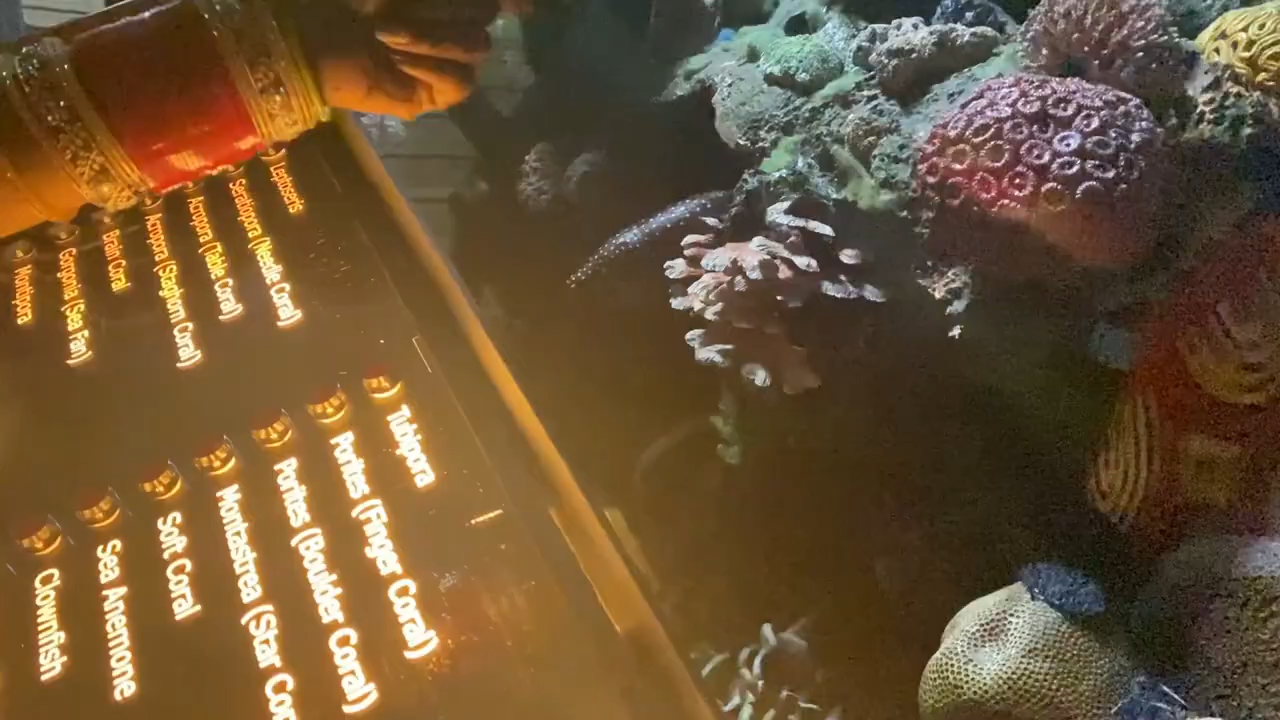 Leptoseris
Seriatopora (Needle Coral)
Acropora (Table Coral)
Acropora (Staghorn Coral)
Brain Coral
Gorgonia (Sea Fan)
Montipora
Tubipora
Porites (Finger Coral)
Porites (Boulder Coral)
Montastrea (Star Co
Soft Coral
Sea Anemone
Clownfish